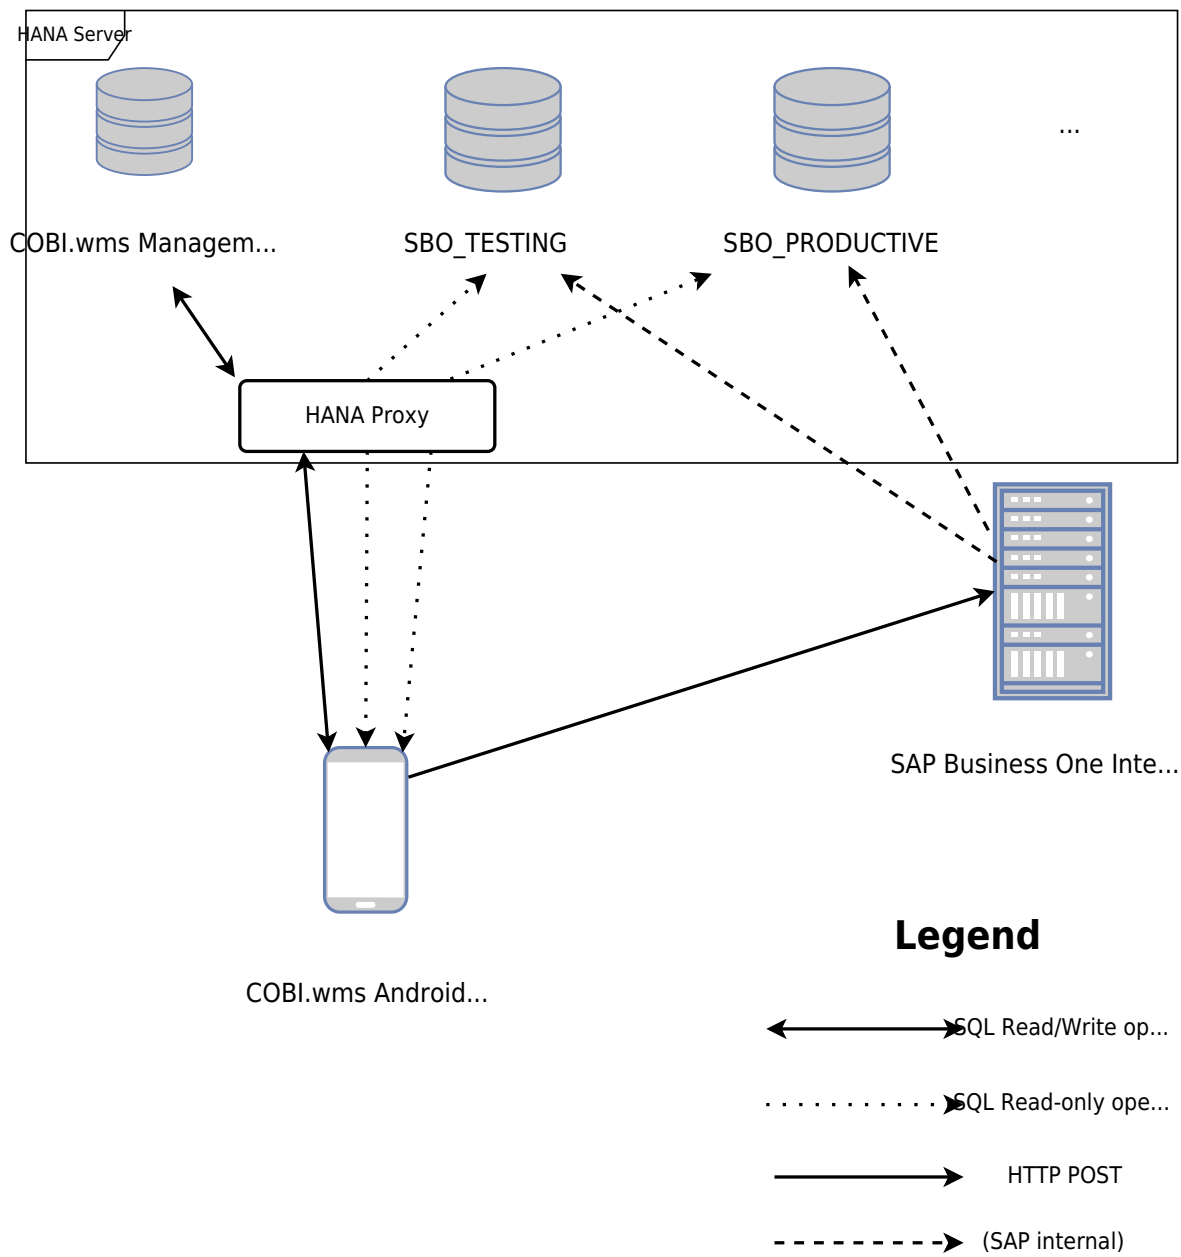 HANA Server
...
COBI.wms Managem...
SBO_TESTING
SBO_PRODUCTIVE
HANA Proxy
SAP Business One Inte...
COBI.wms Android...
Legend
SQL Read/Write op...
SQL Read-only ope...
HTTP POST
(SAP internal)